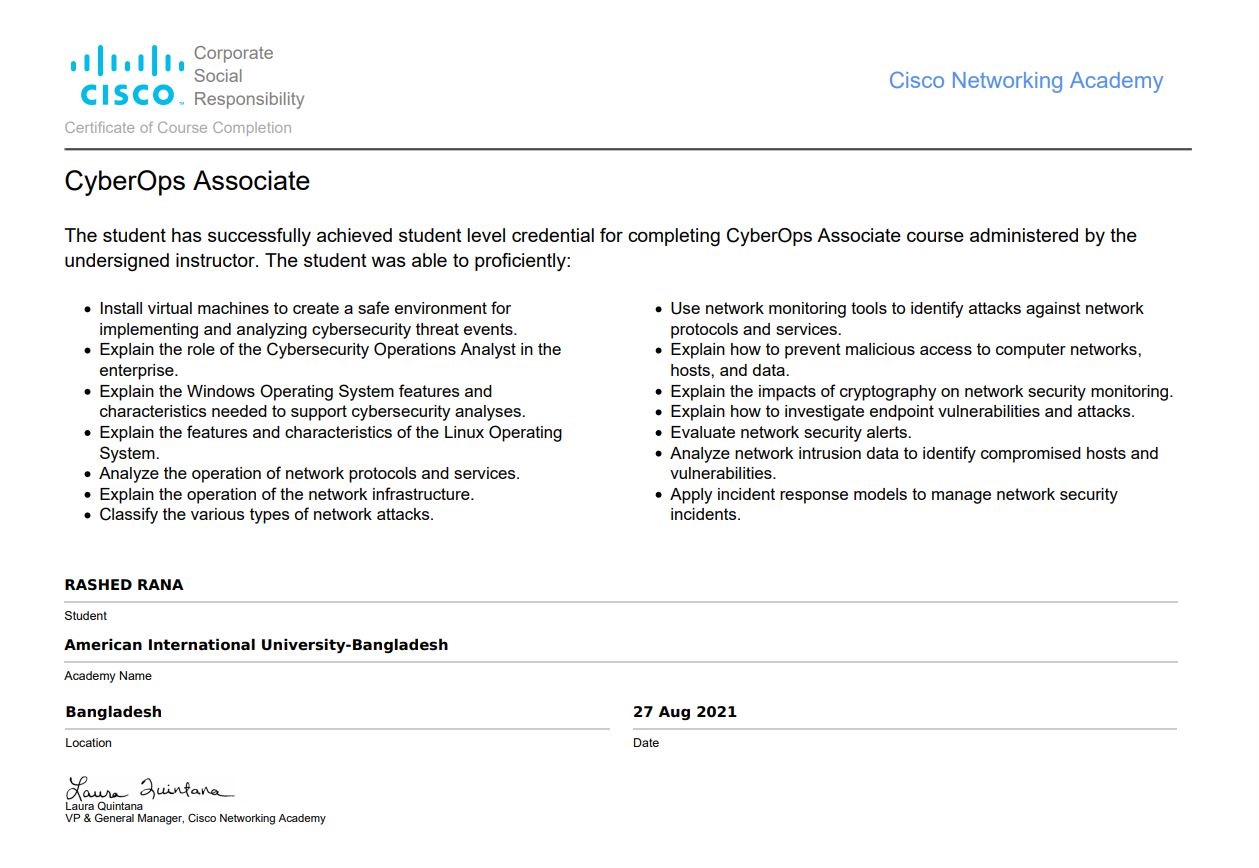 Corporate
Social
Responsibility
CISCO™
Cisco Networking Academy
Certificate of Course Completion
CyberOps Associate
The student has successfully achieved student level credential for completing CyberOps Associate course administered by the
undersigned instructor. The student was able to proficiently:
• Install virtual machines to create a safe environment for
implementing and analyzing cybersecurity threat events.
• Explain the role of the Cybersecurity Operations Analyst in the
enterprise.
• Explain the Windows Operating System features and
characteristics needed to support cybersecurity analyses.
• Explain the features and characteristics of the Linux Operating
System.
• Analyze the operation of network protocols and services.
• Explain the operation of the network infrastructure.
• Classify the various types of network attacks.
• Use network monitoring tools to identify attacks against network
protocols and services.
• Explain how to prevent malicious access to computer networks,
hosts, and data.
• Explain the impacts of cryptography on network security monitoring.
• Explain how to investigate endpoint vulnerabilities and attacks.
• Evaluate network security alerts.
• Analyze network intrusion data to identify compromised hosts and
vulnerabilities.
• Apply incident response models to manage network security
incidents.
RASHED RANA
Student
American International University-Bangladesh
Academy Name
Bangladesh
Location
27 Aug 2021
Date
Laura Quintana
Laura Quintana
VP & General Manager, Cisco Networking Academy